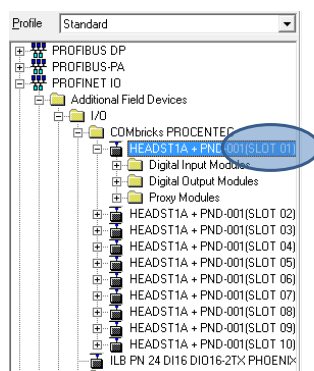 Profile Standard
PROFIBUS DP
PROFIBUS-PA
PROFINET IO
Additional Field Devices
I/O
COMbricks PROCENTEC
HEADST1A + PND-001(SLOT 01)
Digital Input Modules
Digital Output Modules
Proxy Modules
HEADST1A + PND-001(SLOT 02)
HEADST1A + PND-001(SLOT 03)
HEADST1A + PND-001(SLOT 04)
HEADST1A + PND-001(SLOT 05)
HEADST1A + PND-001(SLOT 06)
HEADST1A + PND-001(SLOT 07)
HEADST1A + PND-001(SLOT 08)
HEADST1A + PND-001(SLOT 09)
HEADST1A + PND-001(SLOT 10)
ILB PN 24 DI16 DIO16-2TX PHOENIX